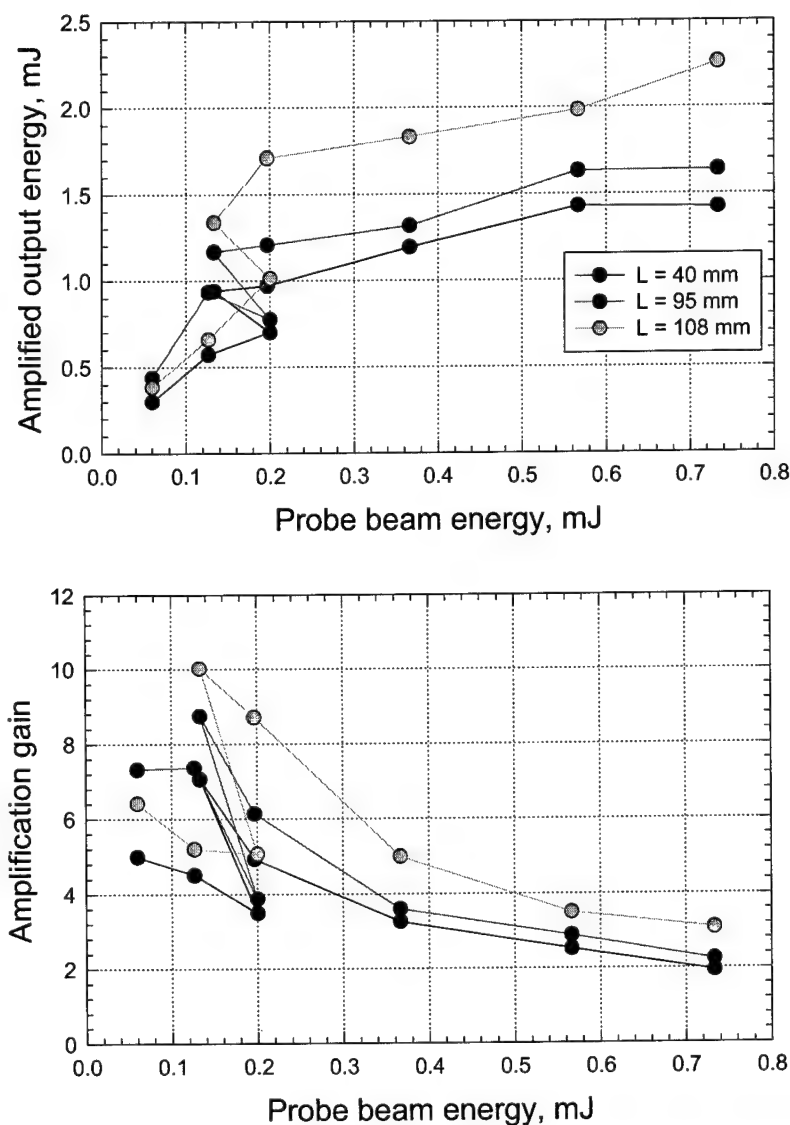 2.5
2.0
1.5
1.0
0.5
0.0
Amplified output energy, mJ
L = 40 mm
L = 95 mm
L = 108 mm
0.0 0.1 0.2 0.3 0.4 0.5 0.6 0.7 0.8
Probe beam energy, mJ
12
10
8
6
4
2
0
Amplification gain
0.0 0.1 0.2 0.3 0.4 0.5 0.6 0.7 0.8
Probe beam energy, mJ